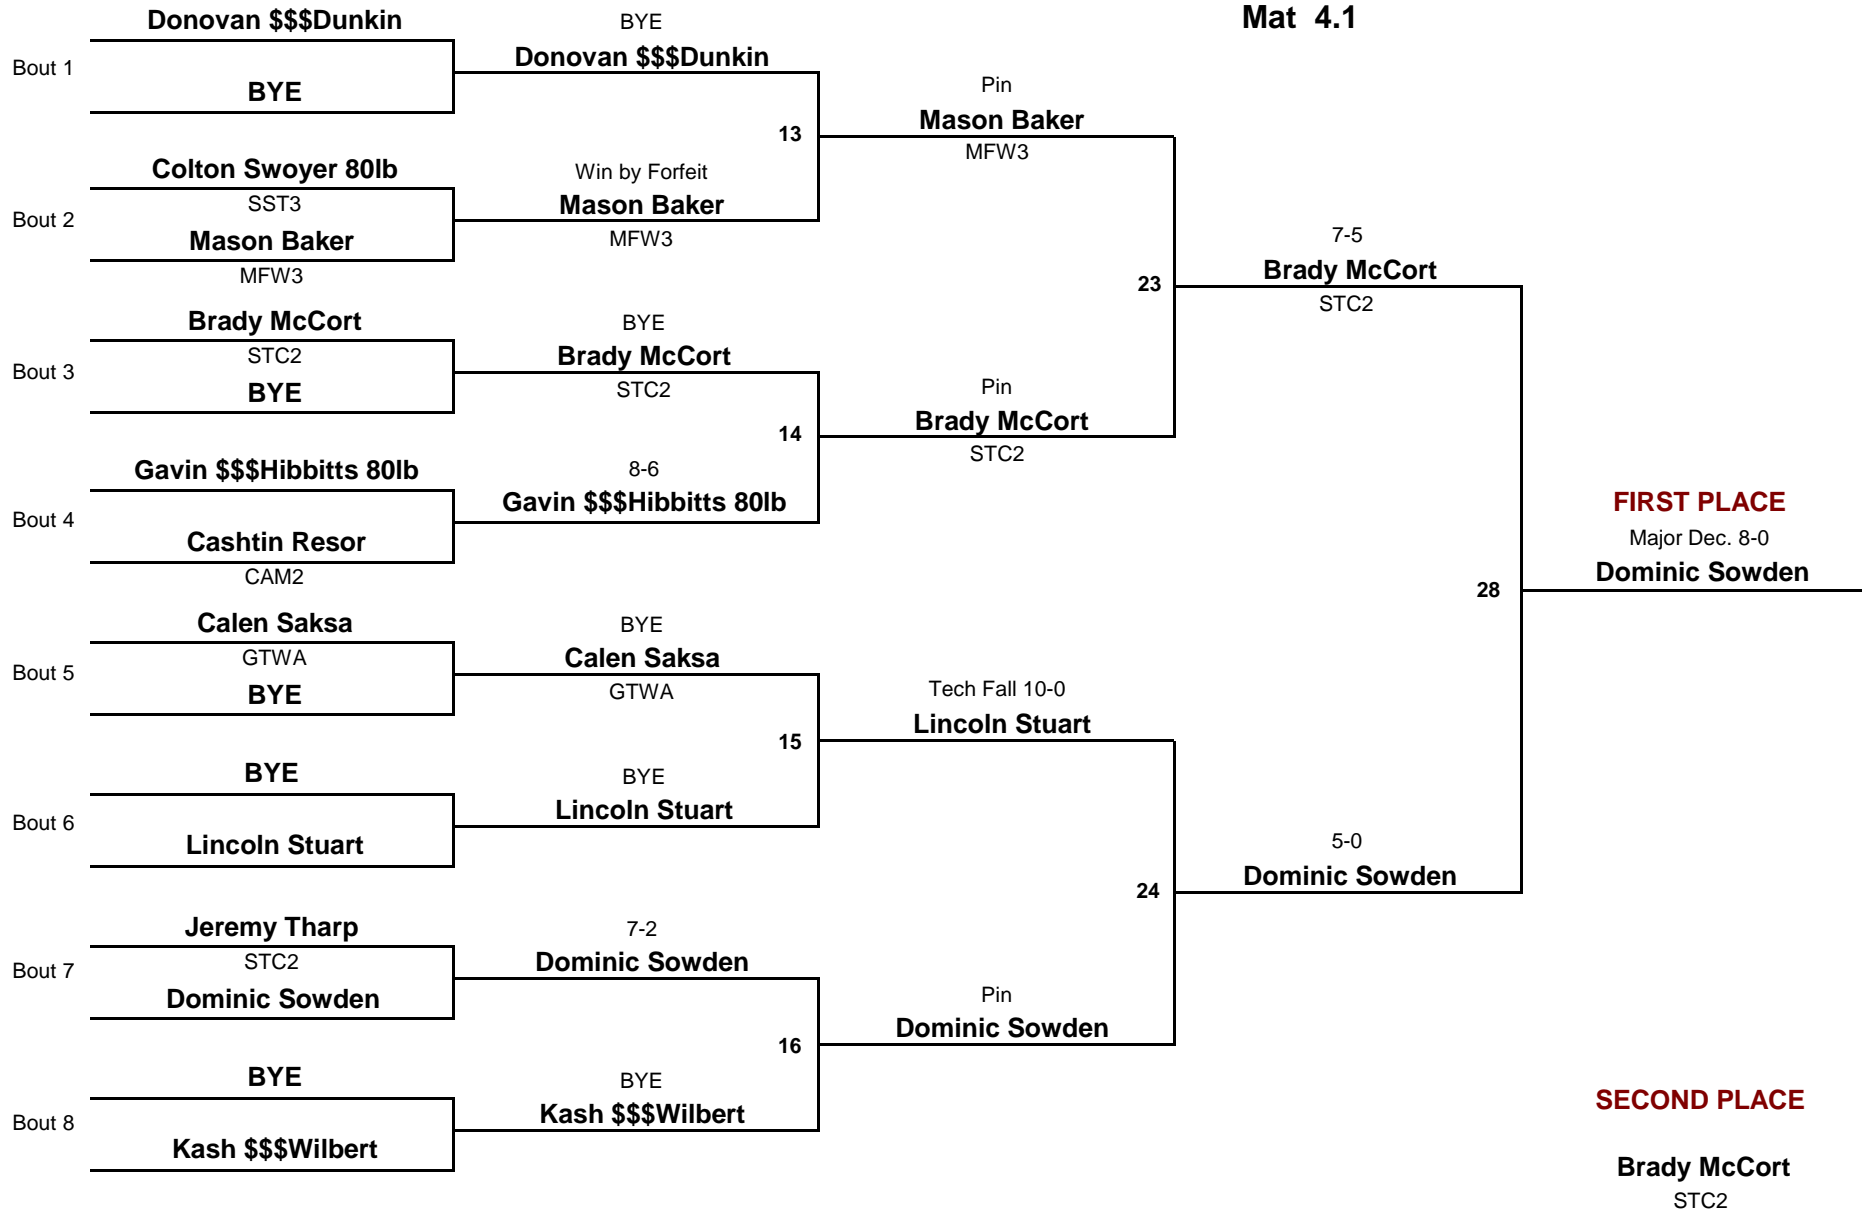 Mat 4.1
Bout 1
Donovan $$$Dunkin
BYE
Bout 2
Colton Swoyer 80lb
SST3
Mason Baker
MFW3
Bout 3
Brady McCort
STC2
BYE
Bout 4
Gavin $$$Hibbitts 80lb
Cashtin Resor
CAM2
Bout 5
Calen Saksa
GTWA
BYE
Bout 6
BYE
Lincoln Stuart
Bout 7
Jeremy Tharp
STC2
Dominic Sowden
Bout 8
BYE
Kash $$$Wilbert
BYE
Donovan $$$Dunkin
13
Win by Forfeit
Mason Baker
MFW3
BYE
Brady McCort
STC2
14
8-6
Gavin $$$Hibbitts 80lb
BYE
Calen Saksa
GTWA
15
BYE
Lincoln Stuart
7-2
Dominic Sowden
16
BYE
Kash $$$Wilbert
Pin
Mason Baker
MFW3
23
Pin
Brady McCort
STC2
Tech Fall 10-0
Lincoln Stuart
24
Pin
Dominic Sowden
7-5
Brady McCort
STC2
28
5-0
Dominic Sowden
FIRST PLACE
Major Dec. 8-0
Dominic Sowden
SECOND PLACE
Brady McCort
STC2